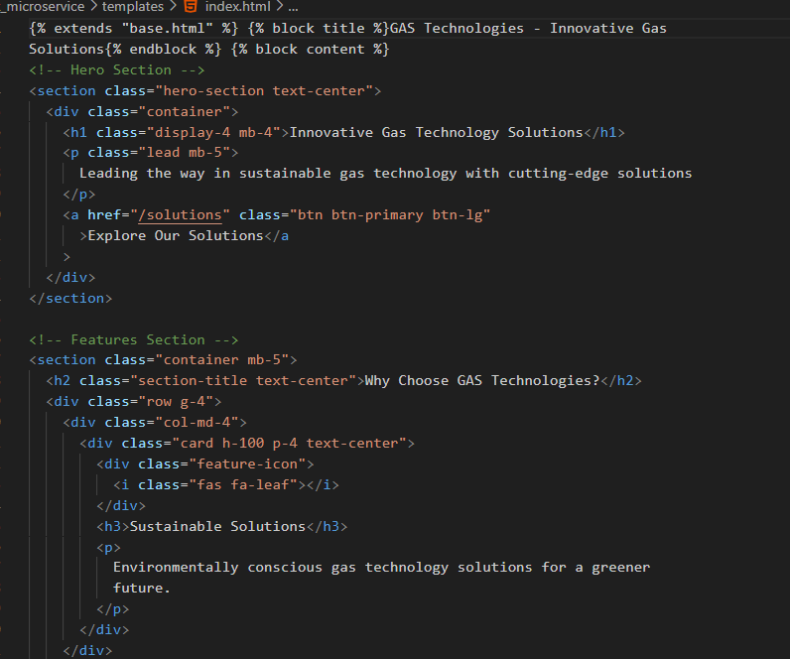 _microservice > templates > index.html > ...
{% extends "base.html" %} {% block title %}GAS Technologies - Innovative Gas
Solutions{% endblock %} {% block content %}
<!-- Hero Section -->
<section class="hero-section text-center">
  <div class="container">
    <h1 class="display-4 mb-4">Innovative Gas Technology Solutions</h1>
    <p class="lead mb-5">
      Leading the way in sustainable gas technology with cutting-edge solutions
    </p>
    <a href="/solutions" class="btn btn-primary btn-lg"
      >Explore Our Solutions</a
    >
  </div>
</section>

<!-- Features Section -->
<section class="container mb-5">
  <h2 class="section-title text-center">Why Choose GAS Technologies?</h2>
  <div class="row g-4">
    <div class="col-md-4">
      <div class="card h-100 p-4 text-center">
        <div class="feature-icon">
          <i class="fas fa-leaf"></i>
        </div>
        <h3>Sustainable Solutions</h3>
        <p>
          Environmentally conscious gas technology solutions for a greener
          future.
        </p>
      </div>
    </div>